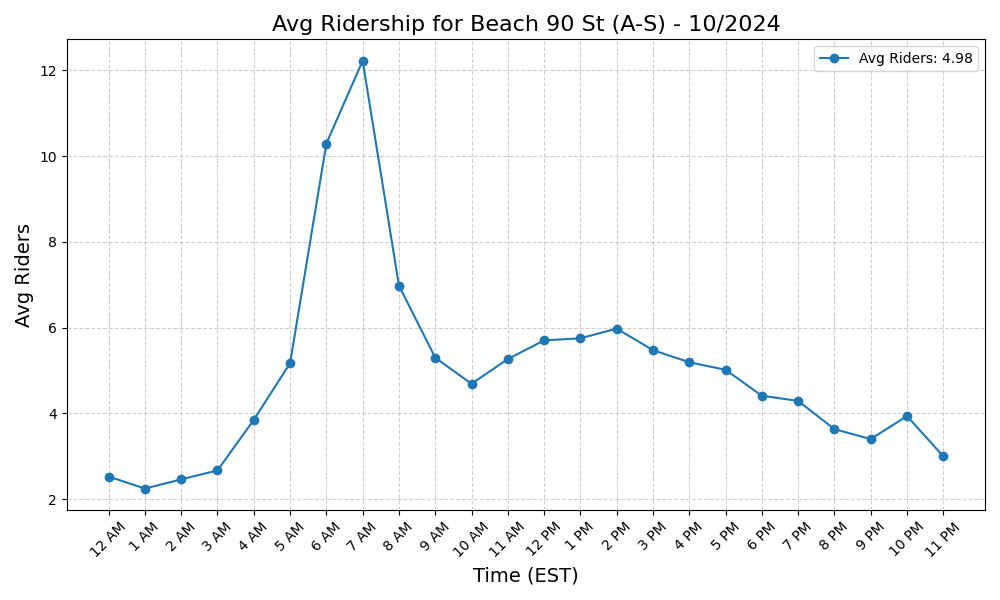 Avg Ridership for Beach 90 St (A-S) - 10/2024
Avg Riders: 4.98
Avg Riders
12
10
8
6
4
2
12 AM
1 AM
2 AM
3 AM
4 AM
5 AM
6 AM
7 AM
8 AM
9 AM
10 AM
11 AM
12 PM
1 PM
2 PM
3 PM
4 PM
5 PM
6 PM
7 PM
8 PM
9 PM
10 PM
11 PM
Time (EST)